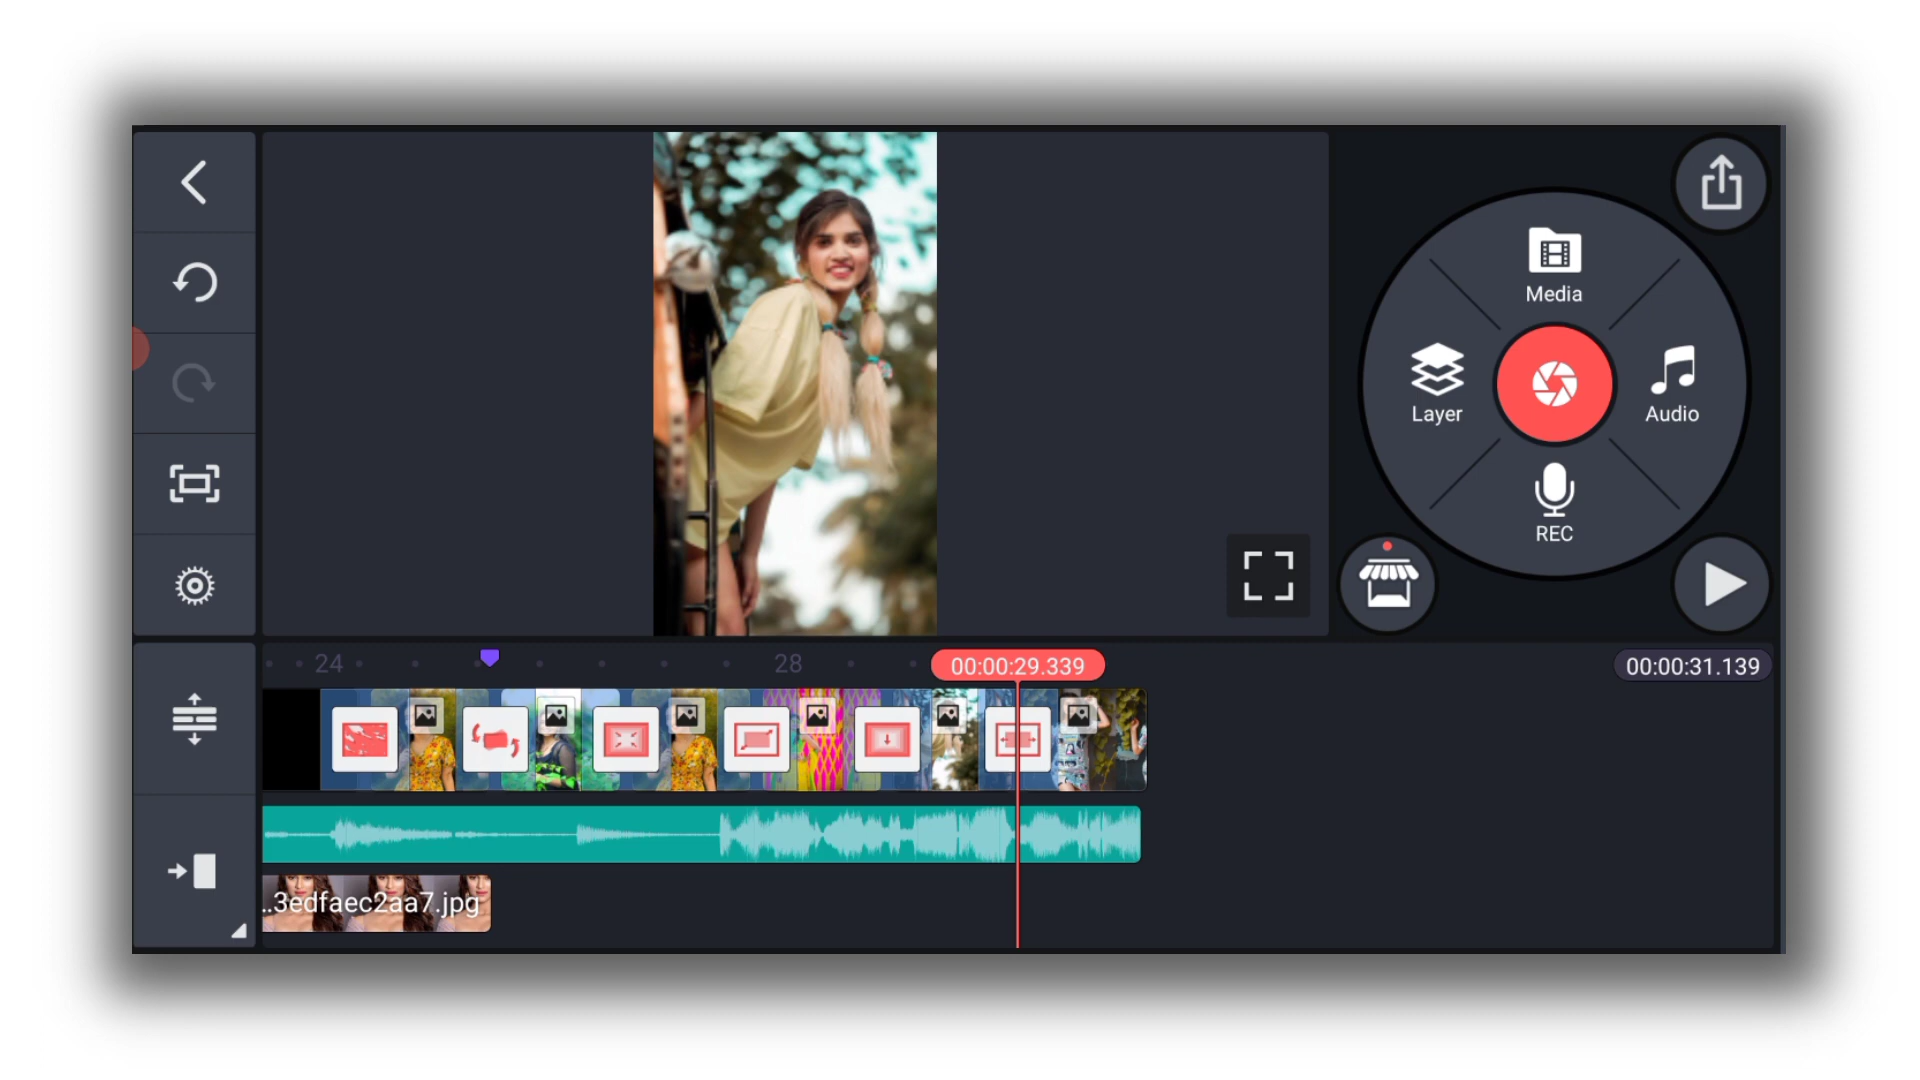 Media
Layer
Audio
REC
24
28
00:00:29.339
00:00:31.139
..3edfaec2aa7.jpg